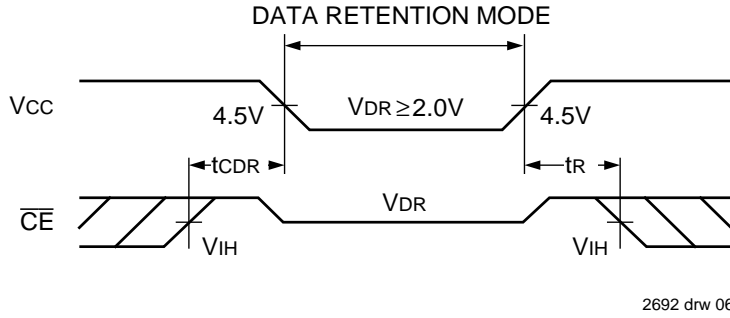 DATA RETENTION MODE
VCC
4.5V
VDR ≥ 2.0V
4.5V
tCDR
tR
CE
VDR
VIH
VIH
2692 drw 06